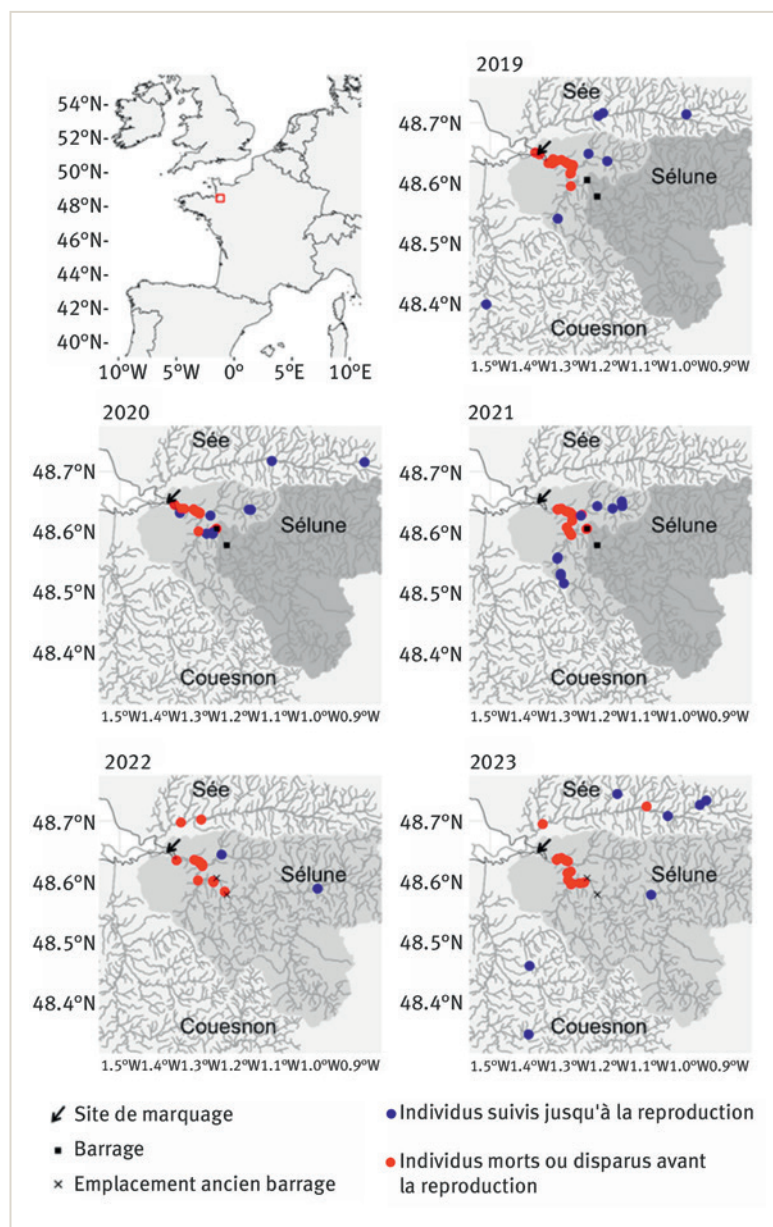 2019
54°N-
52°N-
50°N-
48°N-
46°N-
44°N-
42°N-
40°N-
10°W 5°W 0°E 5°E 10°E
48.7°N
48.6°N
48.5°N
48.4°N
Sée
Sélune
Couesnon
1.5°W1.4°W1.3°W1.2°W1.1°W1.0°W0.9°W
2020
48.7°N
48.6°N
48.5°N
48.4°N
Sée
Sélune
Couesnon
1.5°W1.4°W1.3°W1.2°W1.1°W1.0°W0.9°W
2021
48.7°N
48.6°N
48.5°N
48.4°N
Sée
Sélune
Couesnon
1.5°W1.4°W1.3°W1.2°W1.1°W1.0°W0.9°W
2022
48.7°N
48.6°N
48.5°N
48.4°N
Sée
Sélune
Couesnon
1.5°W1.4°W1.3°W1.2°W1.1°W1.0°W0.9°W
2023
48.7°N
48.6°N
48.5°N
48.4°N
Sée
Sélune
Couesnon
1.5°W1.4°W1.3°W1.2°W1.1°W1.0°W0.9°W
Site de marquage
Barrage
Emplacement ancien barrage
Individus suivis jusqu'à la reproduction
Individus morts ou disparus avant
la reproduction